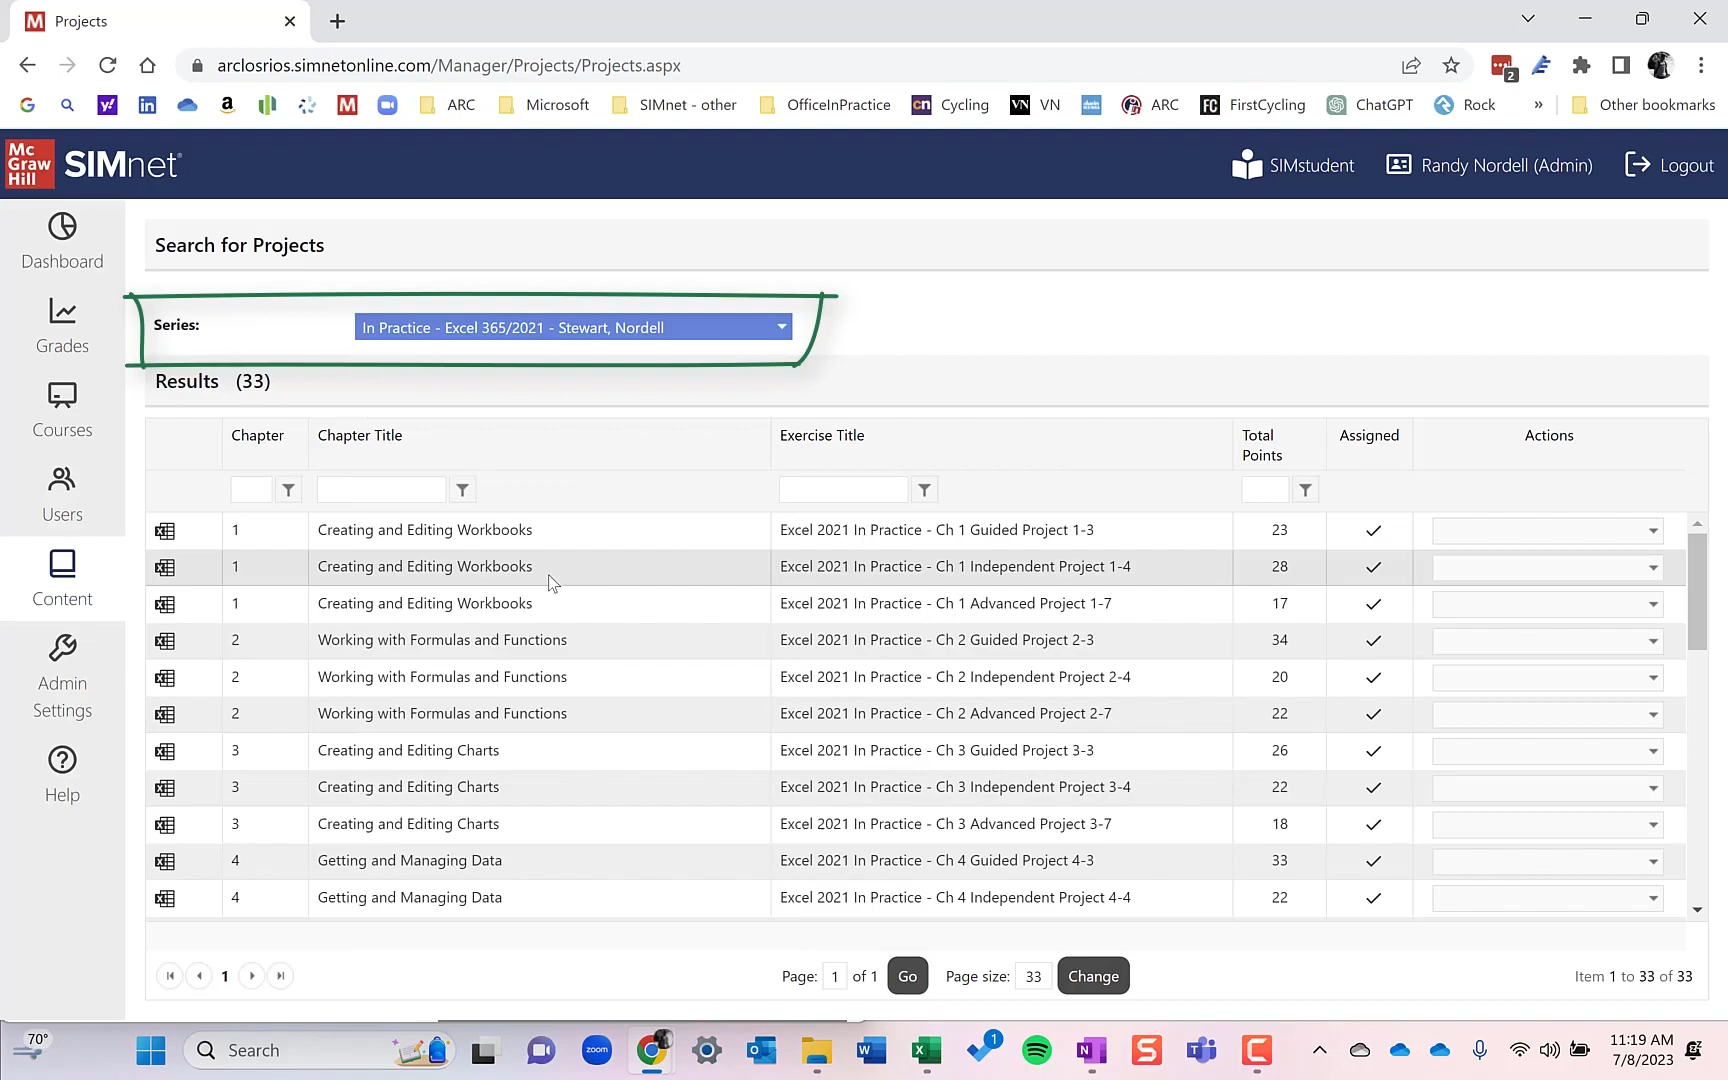 M Projects
arclosrios.simnetonline.com/Manager/Projects/Projects.aspx
2
G
y!
in
a
M
ARC
Microsoft
SIMnet - other
OfficeInPractice
cn Cycling
VN VN
ARC
FC FirstCycling
ChatGPT
Rock
»
Other bookmarks
Mc Graw Hill
SIMnet
SIMstudent
Randy Nordell (Admin)
Logout
Dashboard
Grades
Courses
Users
Content
Admin Settings
Help
Search for Projects
Series: In Practice - Excel 365/2021 - Stewart, Nordell
Results (33)
Chapter Chapter Title Exercise Title Total Points Assigned Actions
1 Creating and Editing Workbooks Excel 2021 In Practice - Ch 1 Guided Project 1-3 23
1 Creating and Editing Workbooks Excel 2021 In Practice - Ch 1 Independent Project 1-4 28
1 Creating and Editing Workbooks Excel 2021 In Practice - Ch 1 Advanced Project 1-7 17
2 Working with Formulas and Functions Excel 2021 In Practice - Ch 2 Guided Project 2-3 34
2 Working with Formulas and Functions Excel 2021 In Practice - Ch 2 Independent Project 2-4 20
2 Working with Formulas and Functions Excel 2021 In Practice - Ch 2 Advanced Project 2-7 22
3 Creating and Editing Charts Excel 2021 In Practice - Ch 3 Guided Project 3-3 26
3 Creating and Editing Charts Excel 2021 In Practice - Ch 3 Independent Project 3-4 22
3 Creating and Editing Charts Excel 2021 In Practice - Ch 3 Advanced Project 3-7 18
4 Getting and Managing Data Excel 2021 In Practice - Ch 4 Guided Project 4-3 33
4 Getting and Managing Data Excel 2021 In Practice - Ch 4 Independent Project 4-4 22
1 Page: 1 of 1 Go Page size: 33 Change Item 1 to 33 of 33
70°
Search
zoom
1
11:19 AM
7/8/2023